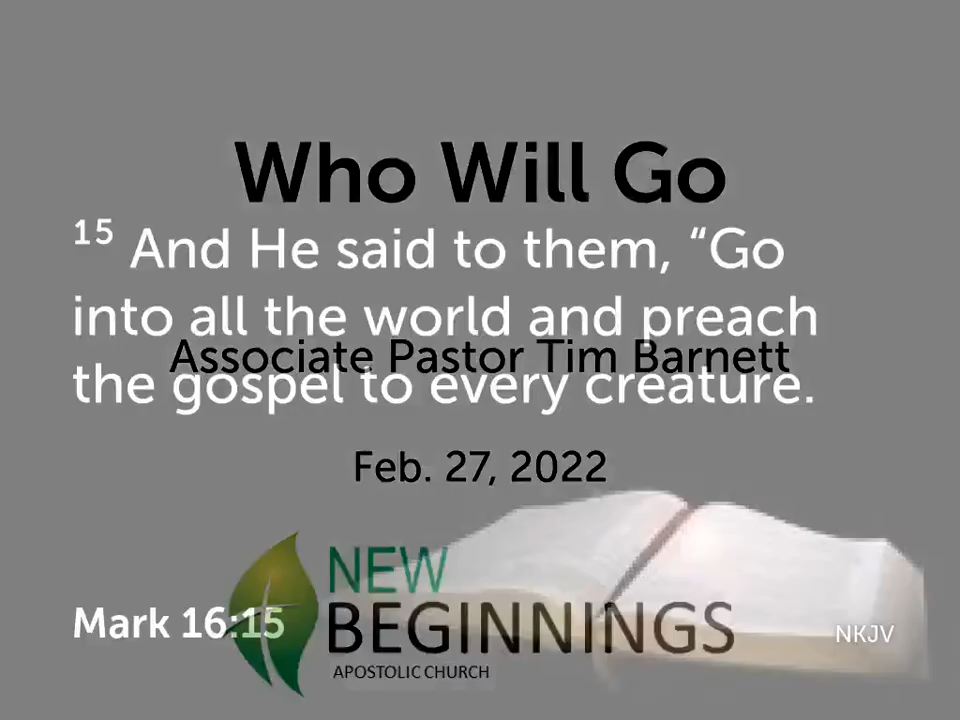 Who Will Go
15 And He said to them, “Go
into all the world and preach
Associate Pastor Tim Barnett
the gospel to every creature.
Feb. 27, 2022
NEW
BEGINNINGS
APOSTOLIC CHURCH
Mark 16:15
NKJV